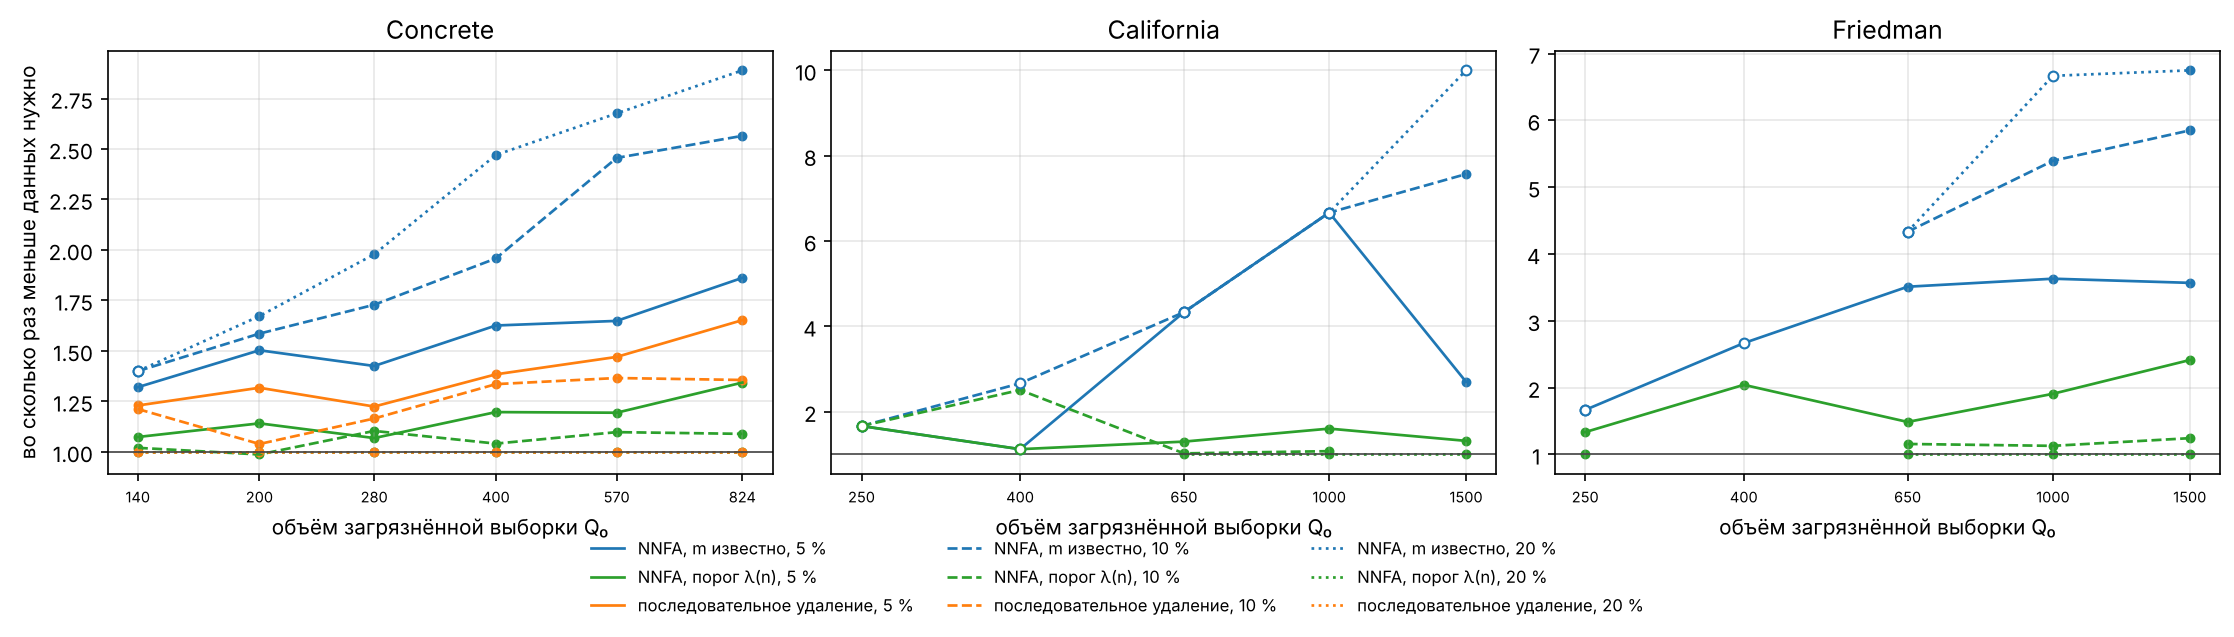 Concrete
California
Friedman
во сколько раз меньше данных нужно
2.75
2.50
2.25
2.00
1.75
1.50
1.25
1.00
140 200 280 400 570 824
объём загрязнённой выборки Q₀
10
8
6
4
2
250 400 650 1000 1500
объём загрязнённой выборки Q₀
7
6
5
4
3
2
1
250 400 650 1000 1500
объём загрязнённой выборки Q₀
NNFA, m известно, 5 % NNFA, m известно, 10 % NNFA, m известно, 20 %
NNFA, порог λ(n), 5 % NNFA, порог λ(n), 10 % NNFA, порог λ(n), 20 %
последовательное удаление, 5 % последовательное удаление, 10 % последовательное удаление, 20 %